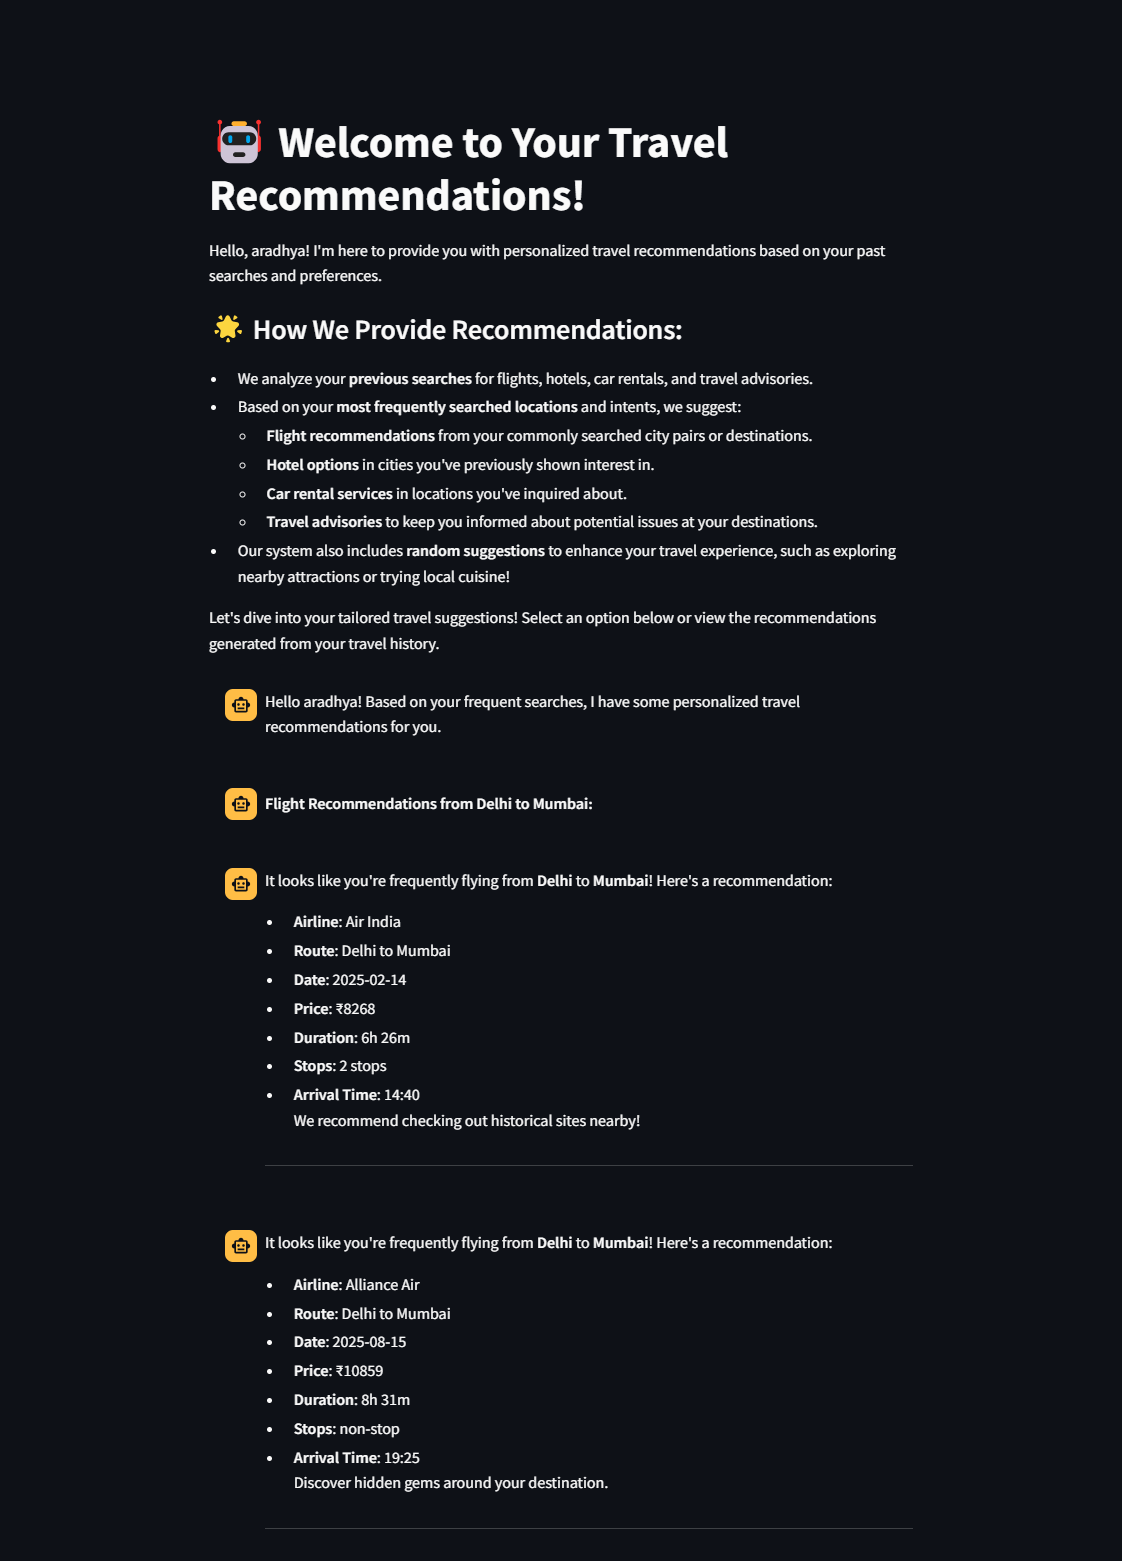 Welcome to Your Travel
Recommendations!
Hello, aradhya! I'm here to provide you with personalized travel recommendations based on your past
searches and preferences.
How We Provide Recommendations:
• We analyze your previous searches for flights, hotels, car rentals, and travel advisories.
• Based on your most frequently searched locations and intents, we suggest:
◦ Flight recommendations from your commonly searched city pairs or destinations.
◦ Hotel options in cities you've previously shown interest in.
◦ Car rental services in locations you've inquired about.
◦ Travel advisories to keep you informed about potential issues at your destinations.
• Our system also includes random suggestions to enhance your travel experience, such as exploring
nearby attractions or trying local cuisine!
Let's dive into your tailored travel suggestions! Select an option below or view the recommendations
generated from your travel history.
Hello aradhya! Based on your frequent searches, I have some personalized travel
recommendations for you.
Flight Recommendations from Delhi to Mumbai:
It looks like you're frequently flying from Delhi to Mumbai! Here's a recommendation:
• Airline: Air India
• Route: Delhi to Mumbai
• Date: 2025-02-14
• Price: ₹8268
• Duration: 6h 26m
• Stops: 2 stops
• Arrival Time: 14:40
We recommend checking out historical sites nearby!
It looks like you're frequently flying from Delhi to Mumbai! Here's a recommendation:
• Airline: Alliance Air
• Route: Delhi to Mumbai
• Date: 2025-08-15
• Price: ₹10859
• Duration: 8h 31m
• Stops: non-stop
• Arrival Time: 19:25
Discover hidden gems around your destination.